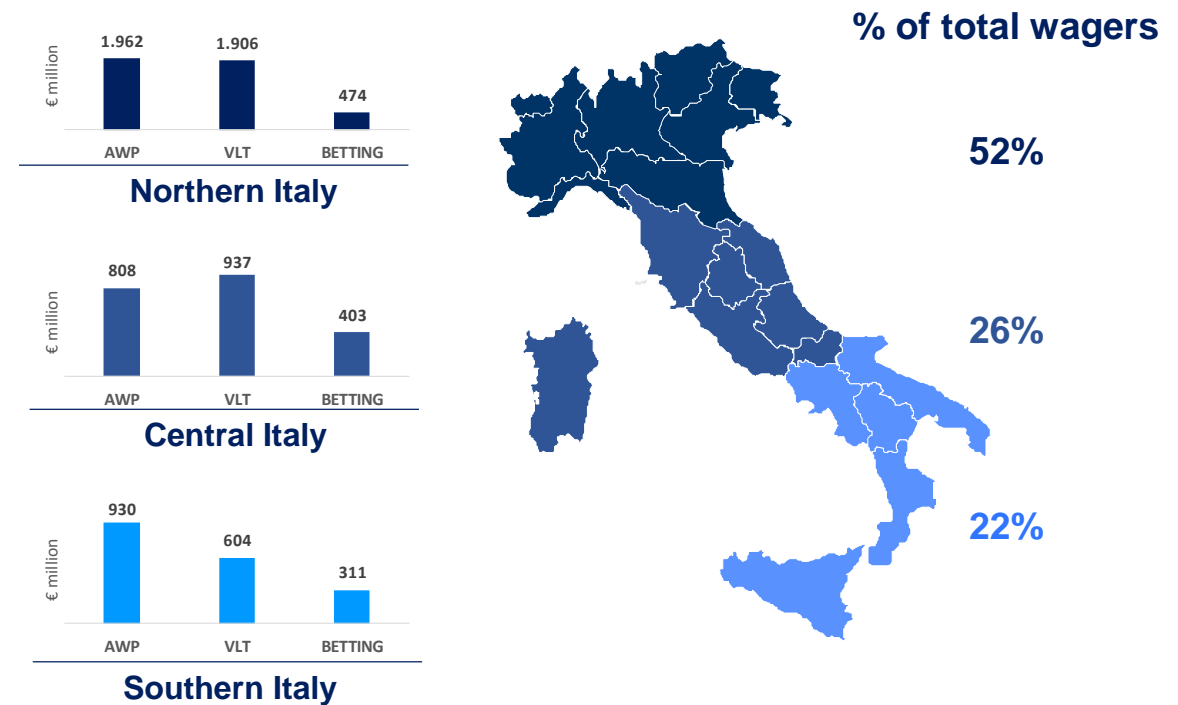 % of total wagers
€ million
1.962
1.906
474
AWP
VLT
BETTING
Northern Italy
52%
€ million
808
937
403
AWP
VLT
BETTING
Central Italy
26%
€ million
930
604
311
AWP
VLT
BETTING
Southern Italy
22%